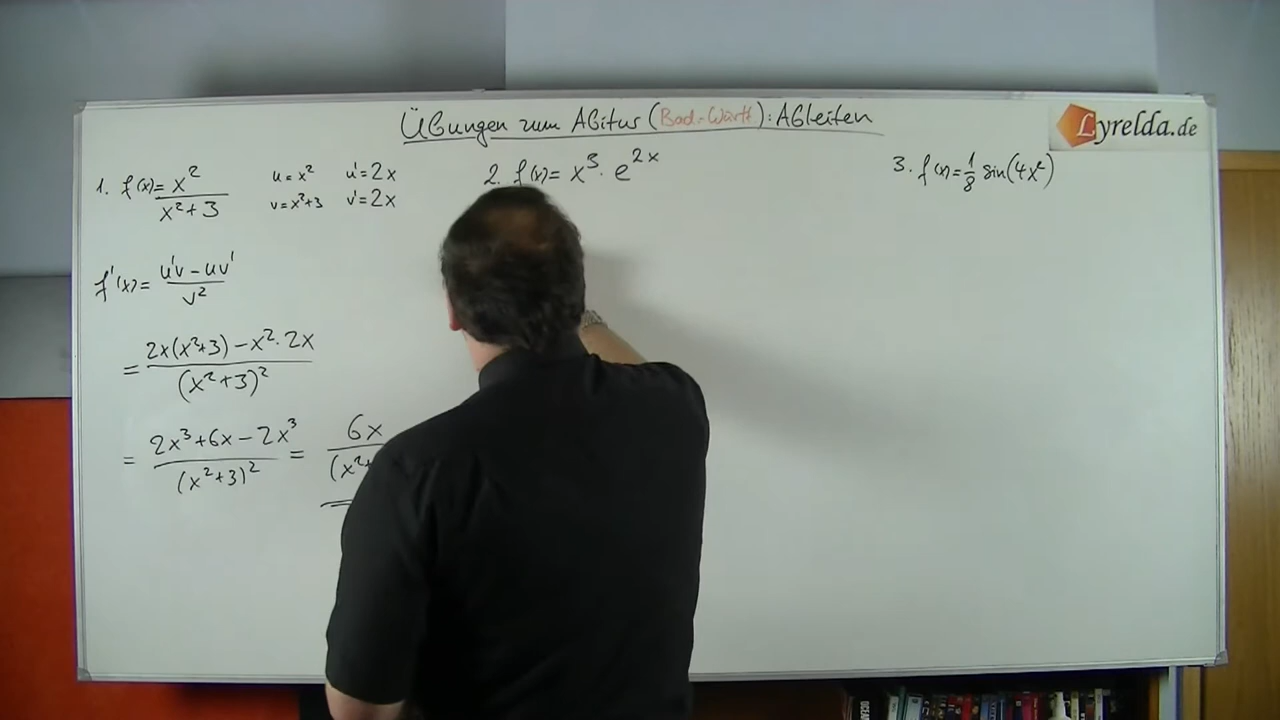 Übungen zum Abitur (Bad-Württ): Ableiten
Lyrelda.de
1. f(x)= x² / (x²+3)
u = x² u' = 2x
v = x²+3 v' = 2x
f'(x)= (u'v - uv') / v²
= (2x(x²+3) - x² · 2x) / (x²+3)²
= (2x³+6x-2x³) / (x²+3)² = 6x / (x²+
2. f(x)= x³ · e^(2x)
3. f(x)= 1/8 sin(4x²)